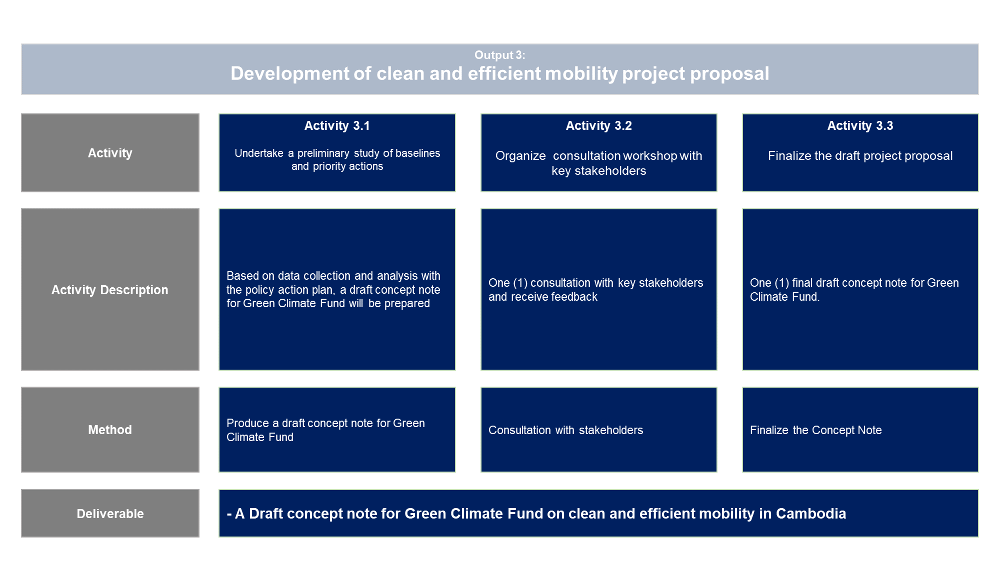 Output 3:
Development of clean and efficient mobility project proposal
Activity
Activity 3.1
Undertake a preliminary study of baselines
and priority actions
Activity 3.2
Organize consultation workshop with
key stakeholders
Activity 3.3
Finalize the draft project proposal
Activity Description
Based on data collection and analysis with
the policy action plan, a draft concept note
for Green Climate Fund will be prepared
One (1) consultation with key stakeholders
and receive feedback
One (1) final draft concept note for Green
Climate Fund.
Method
Produce a draft concept note for Green
Climate Fund
Consultation with stakeholders
Finalize the Concept Note
Deliverable
- A Draft concept note for Green Climate Fund on clean and efficient mobility in Cambodia